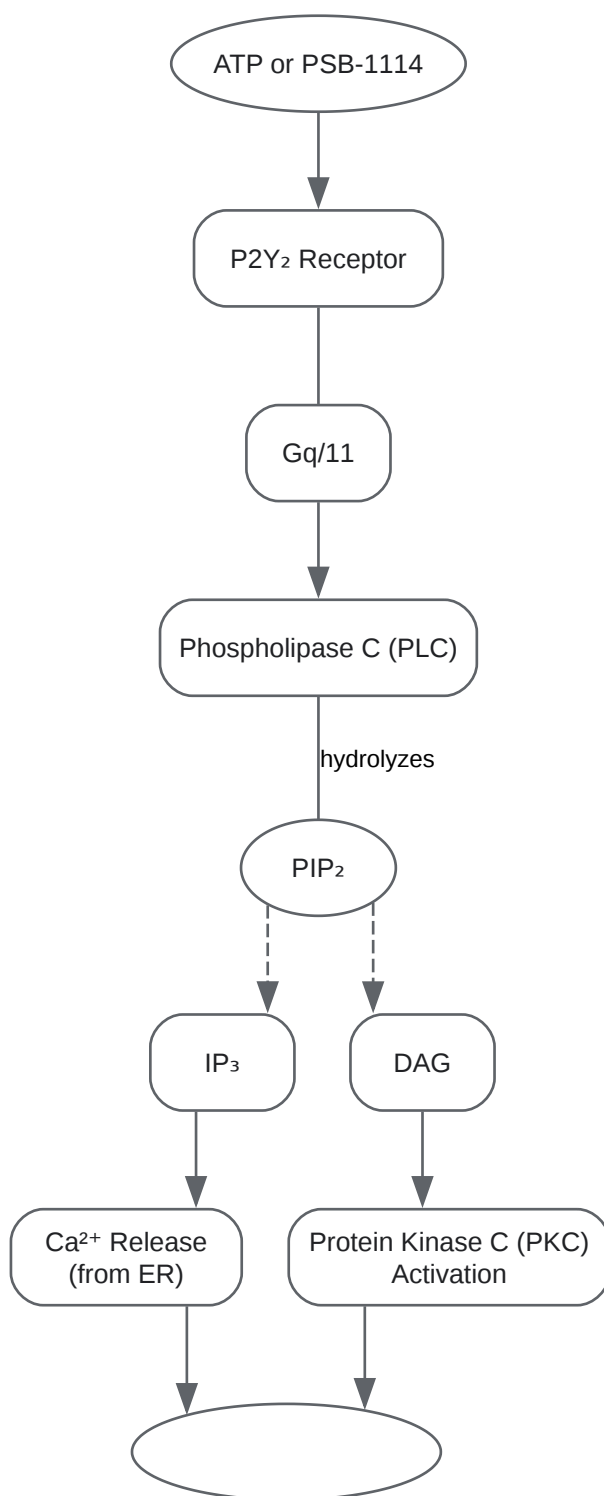 ATP or PSB-1114
P2Y₂ Receptor
Gq/11
Phospholipase C (PLC)
hydrolyzes
PIP₂
IP₃
DAG
Ca²⁺ Release
(from ER)
Protein Kinase C (PKC)
Activation